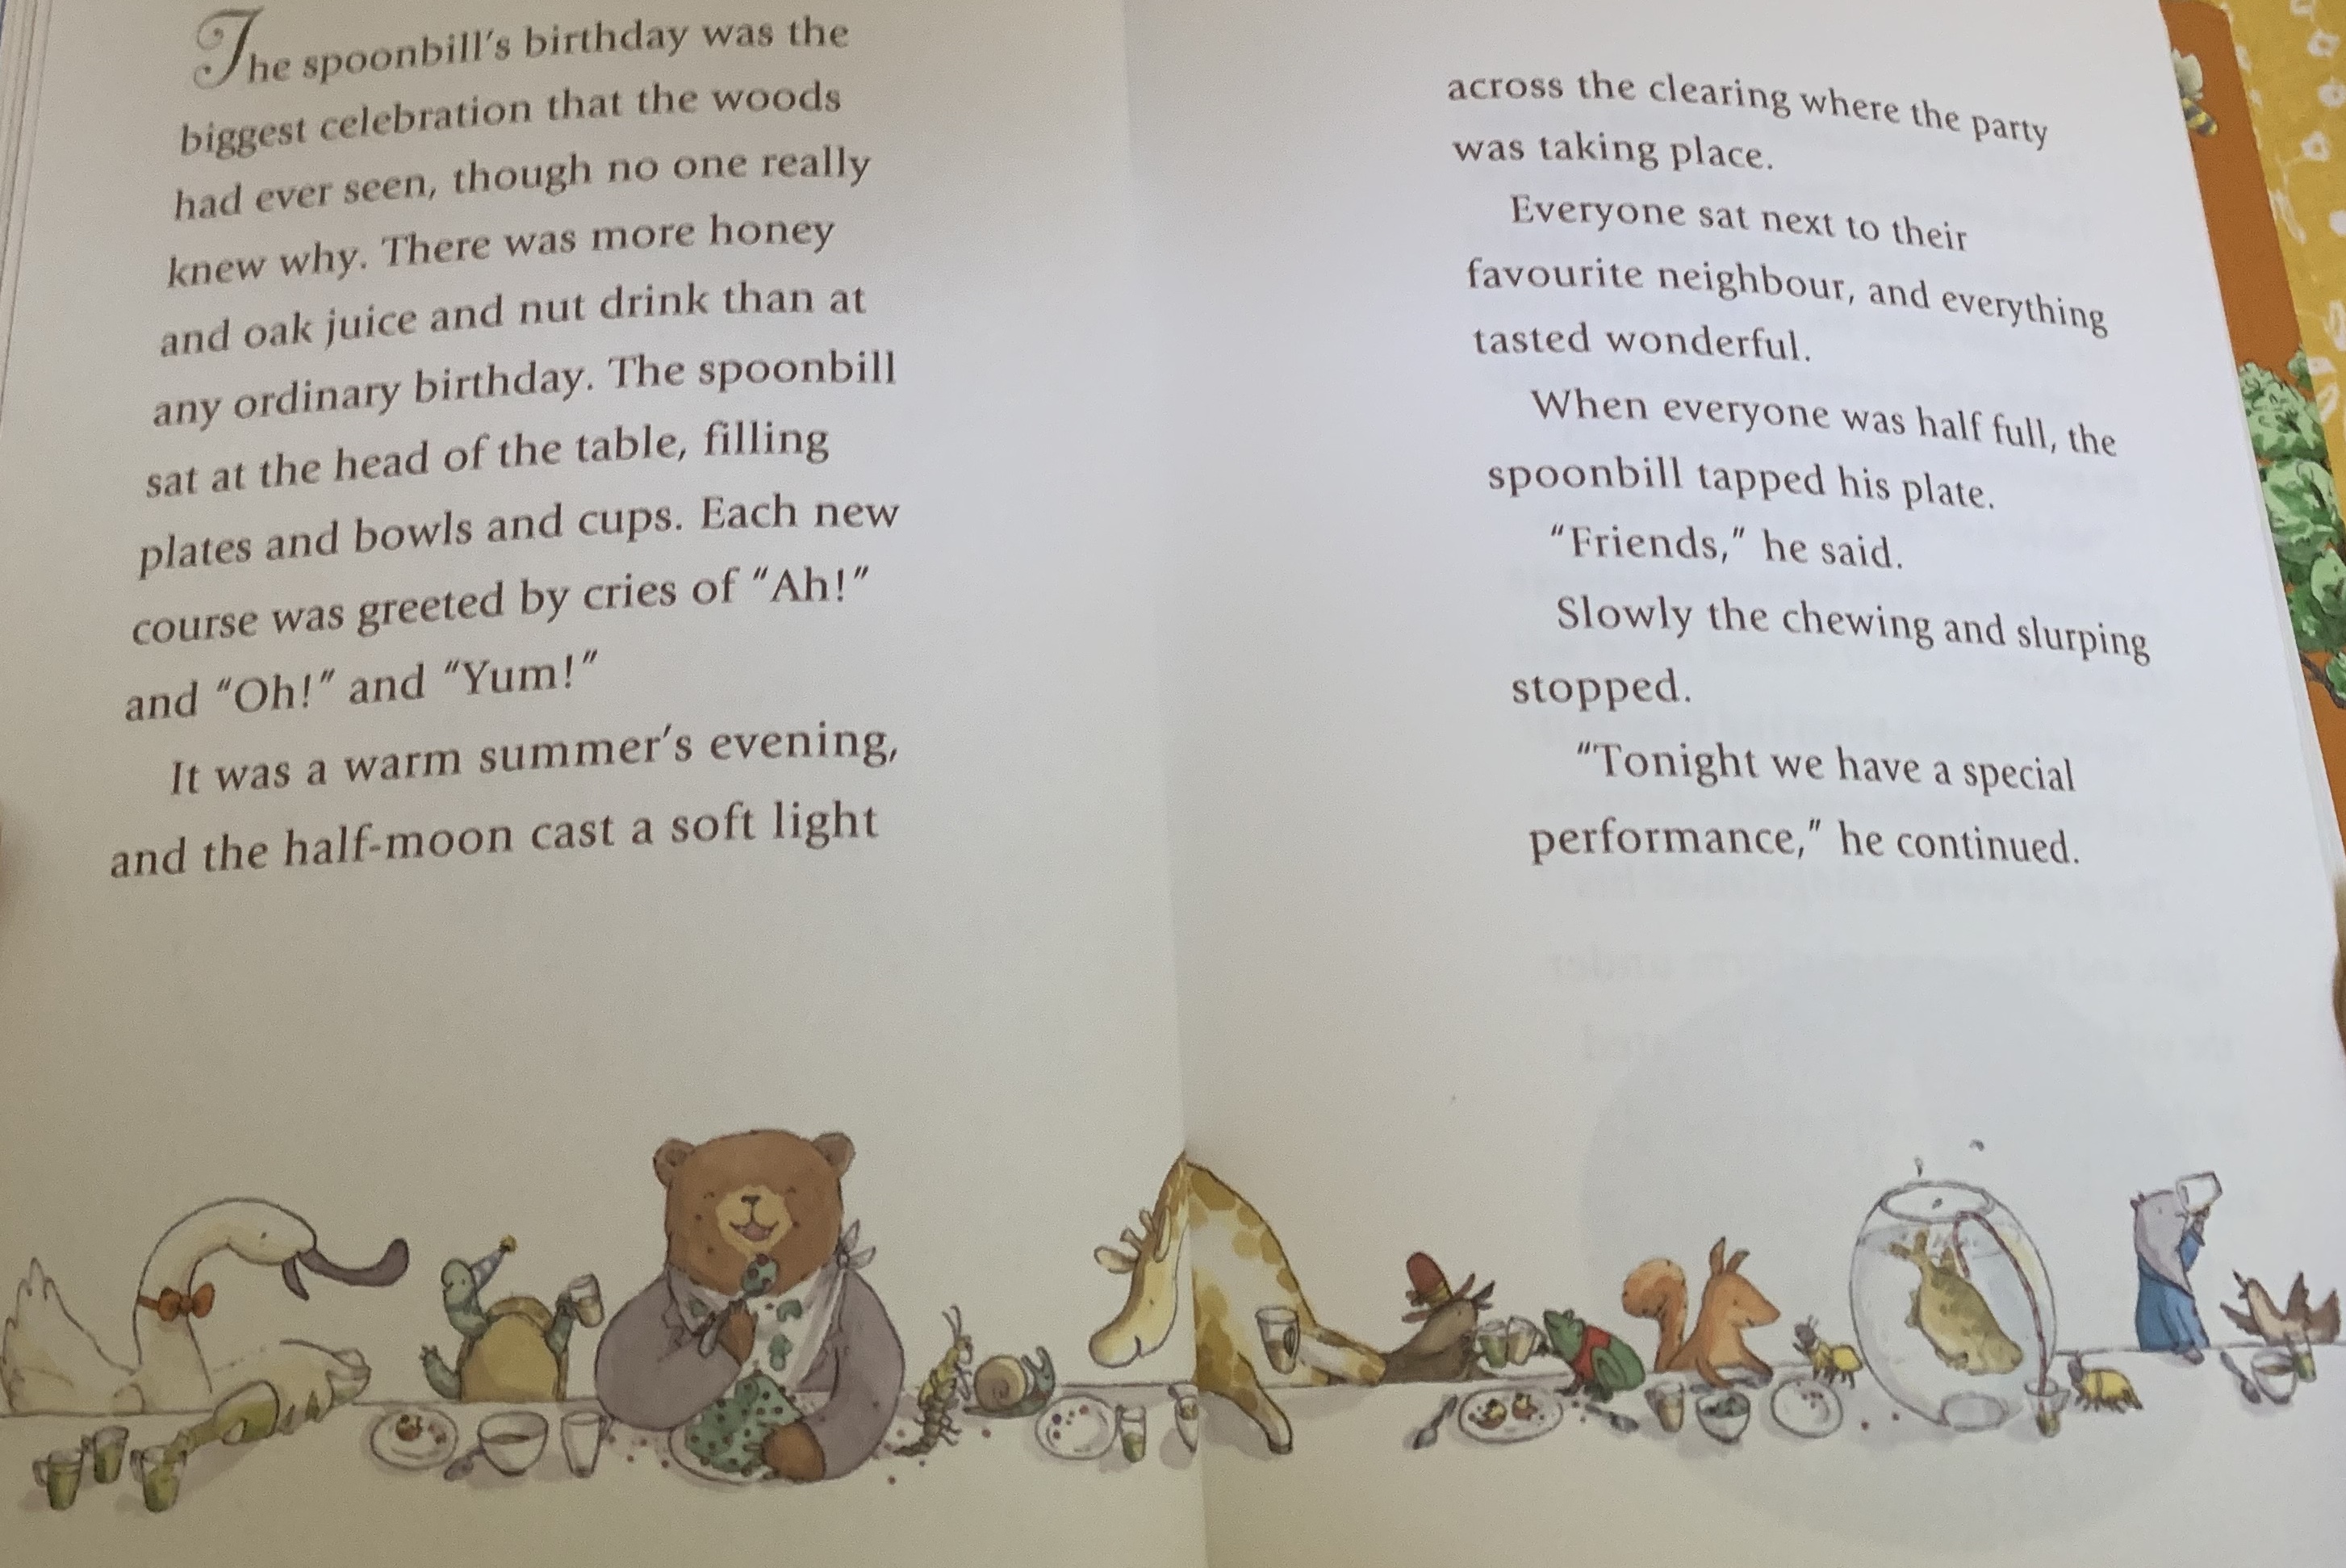 The spoonbill's birthday was the
biggest celebration that the woods
had ever seen, though no one really
knew why. There was more honey
and oak juice and nut drink than at
any ordinary birthday. The spoonbill
sat at the head of the table, filling
plates and bowls and cups. Each new
course was greeted by cries of “Ah!”
and “Oh!” and “Yum!”
It was a warm summer's evening,
and the half-moon cast a soft light
across the clearing where the party
was taking place.
Everyone sat next to their
favourite neighbour, and everything
tasted wonderful.
When everyone was half full, the
spoonbill tapped his plate.
“Friends,” he said.
Slowly the chewing and slurping
stopped.
“Tonight we have a special
performance,” he continued.